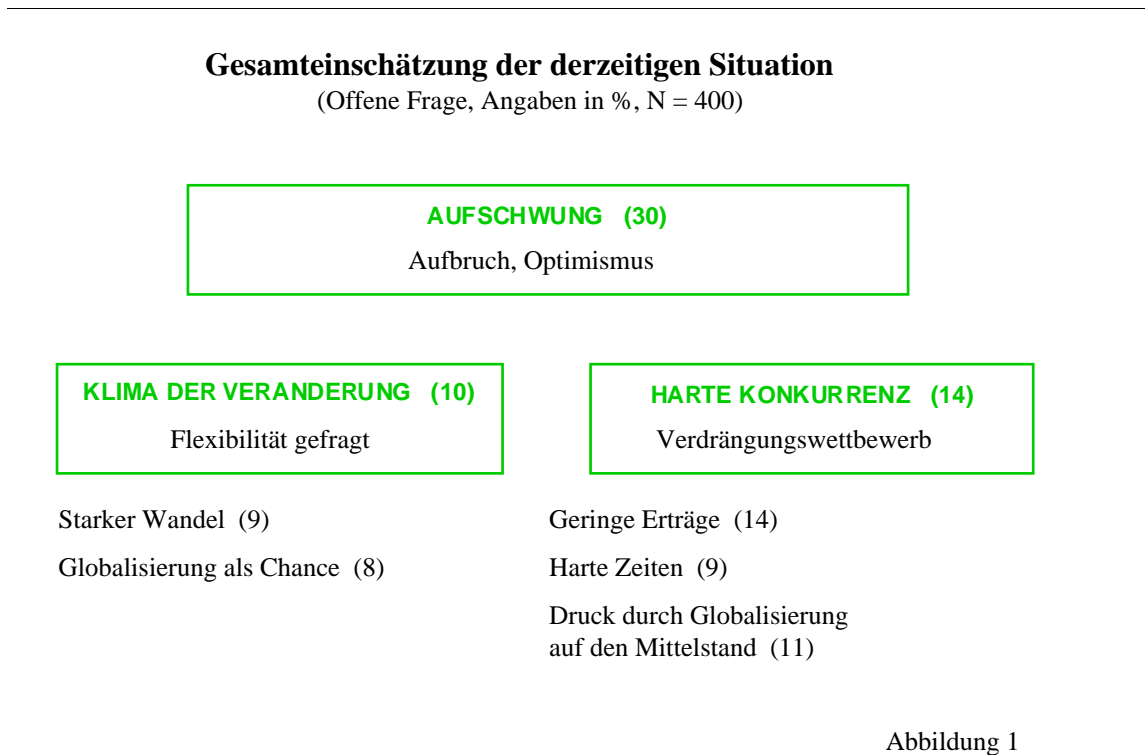 Gesamteinschätzung der derzeitigen Situation
(Offene Frage, Angaben in %, N = 400)
AUFSCHWUNG (30)
Aufbruch, Optimismus
KLIMA DER VERANDERUNG (10)
Flexibilität gefragt
HARTE KONKURRENZ (14)
Verdrängungswettbewerb
Starker Wandel (9)
Globalisierung als Chance (8)
Geringe Erträge (14)
Harte Zeiten (9)
Druck durch Globalisierung
auf den Mittelstand (11)
Abbildung 1